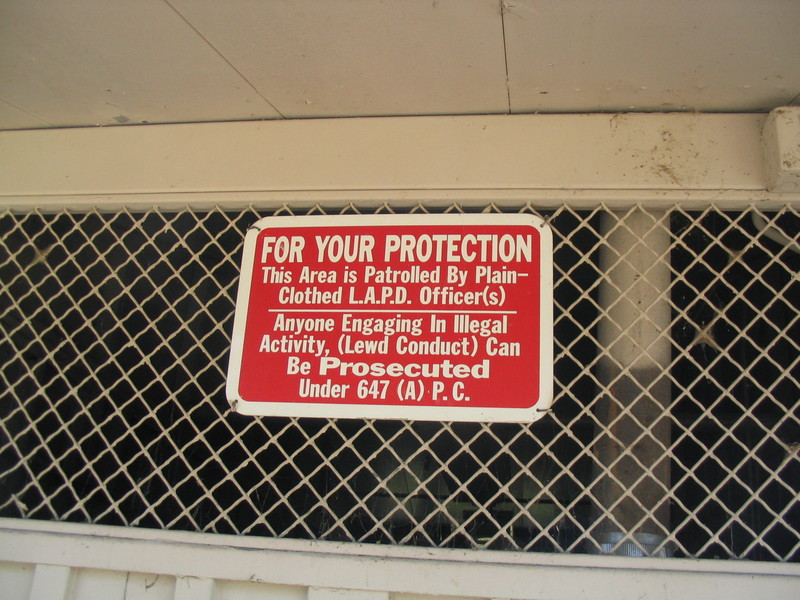 FOR YOUR PROTECTION
This Area is Patrolled By Plain-
Clothed L.A.P.D. Officer(s)
Anyone Engaging In Illegal
Activity, (Lewd Conduct) Can
Be Prosecuted
Under 647 (A) P.C.